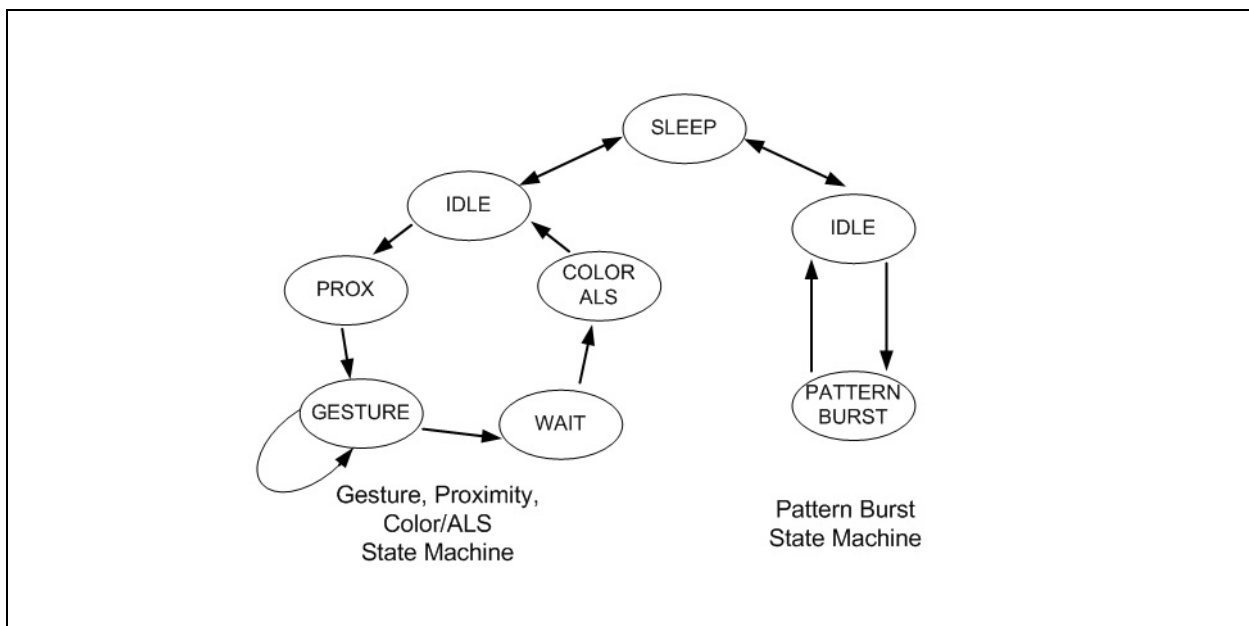 SLEEP
IDLE
IDLE
PROX
COLOR
ALS
GESTURE
WAIT
PATTERN
BURST
Gesture, Proximity,
Color/ALS
State Machine
Pattern Burst
State Machine